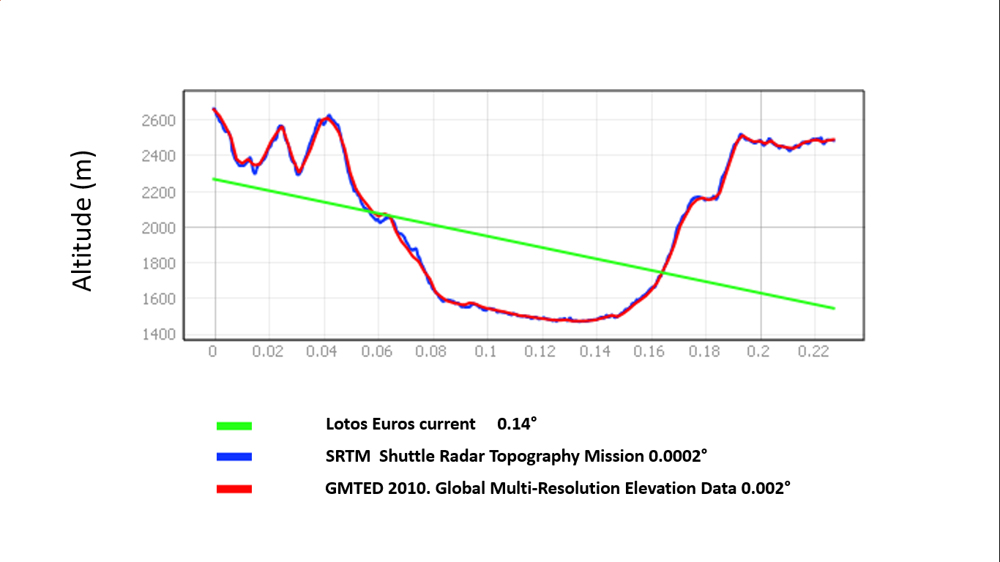 Altitude (m)
2600
2400
2200
2000
1800
1600
1400
0 0.02 0.04 0.06 0.08 0.1 0.12 0.14 0.16 0.18 0.2 0.22
Lotos Euros current 0.14°
SRTM Shuttle Radar Topography Mission 0.0002°
GMTED 2010. Global Multi-Resolution Elevation Data 0.002°